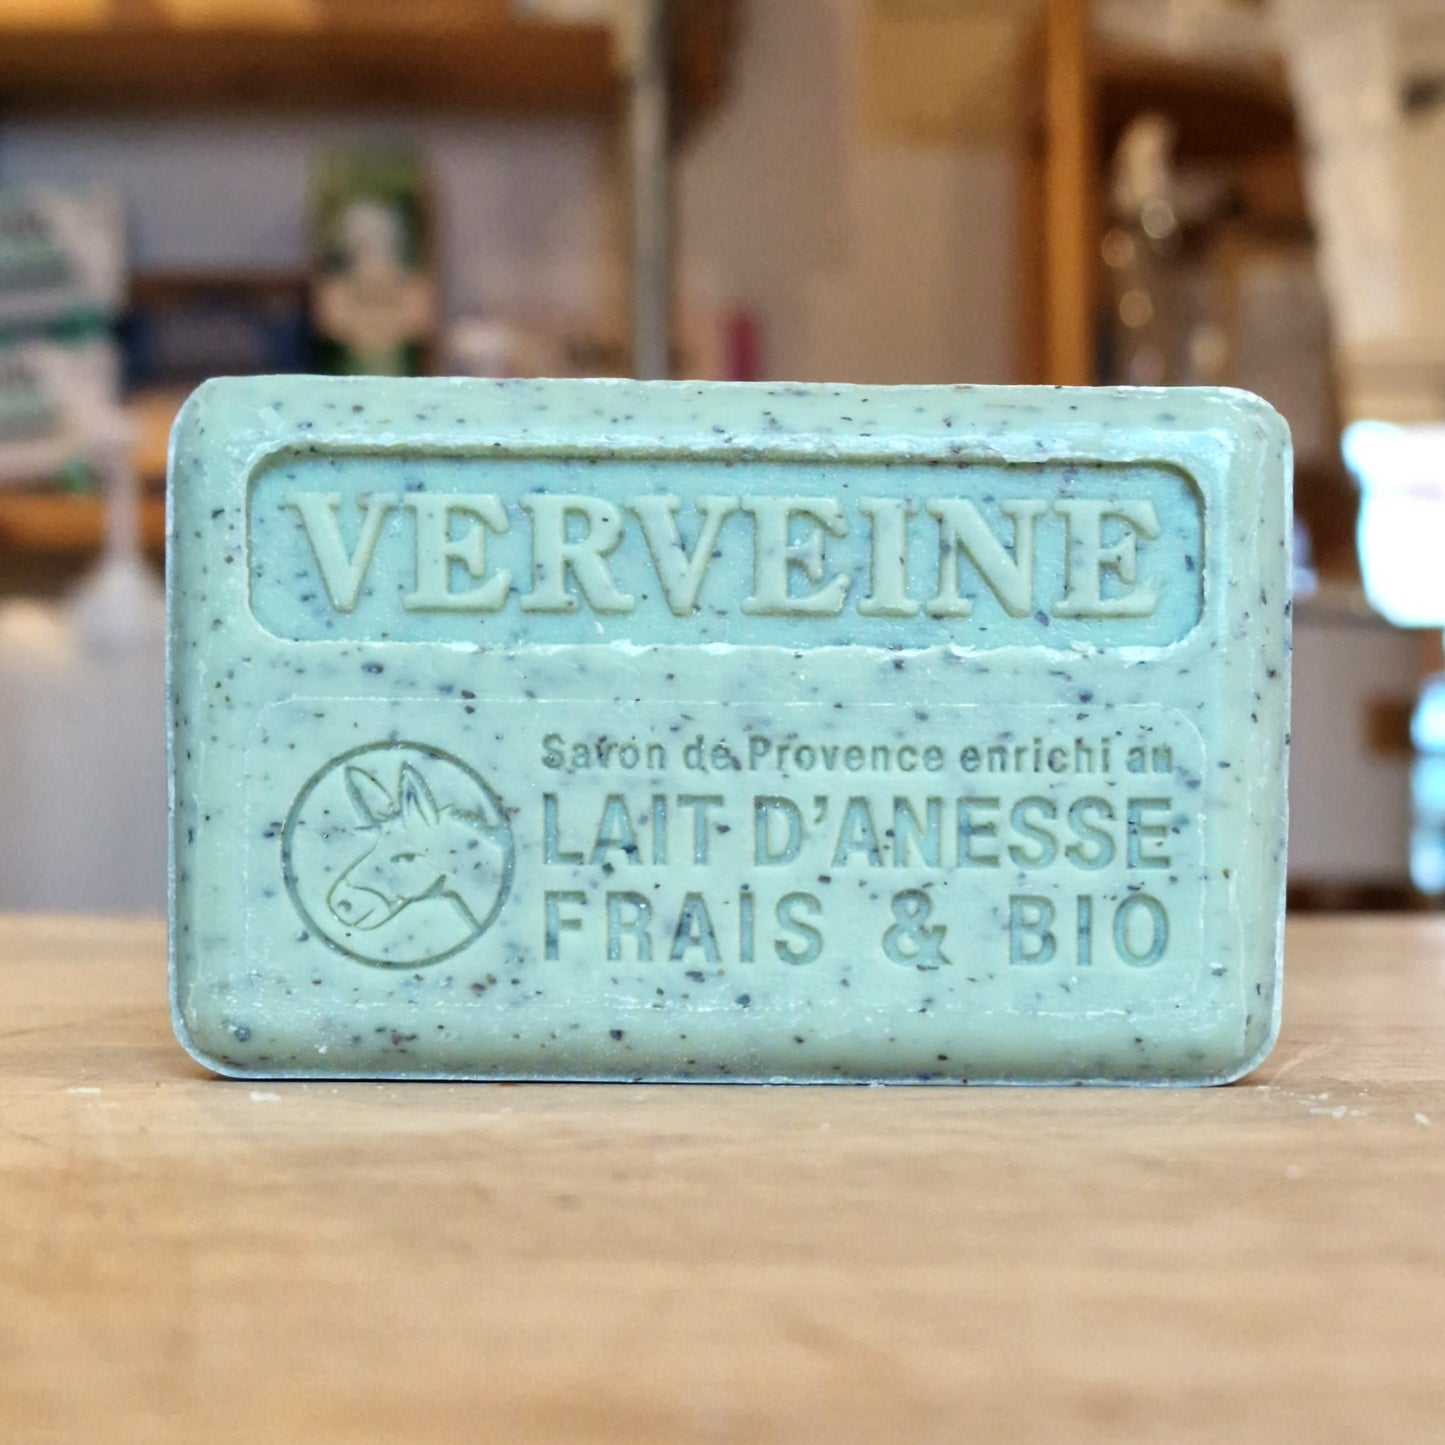 VERVEINE
Savon de Provence enrichi au
LAIT D'ANESSE
FRAIS & BIO